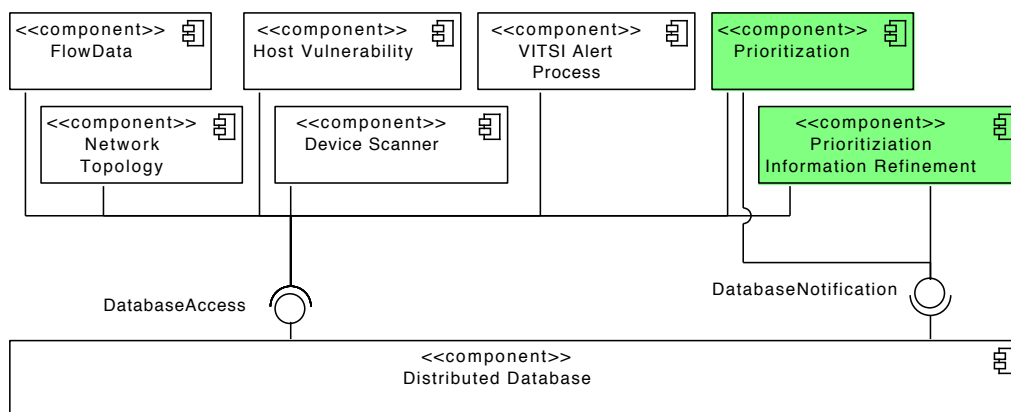 <<component>>
FlowData
<<component>>
Host Vulnerability
<<component>>
VITSI Alert
Process
<<component>>
Prioritization
<<component>>
Network
Topology
<<component>>
Device Scanner
<<component>>
Prioritiziation
Information Refinement
DatabaseAccess
DatabaseNotification
<<component>>
Distributed Database